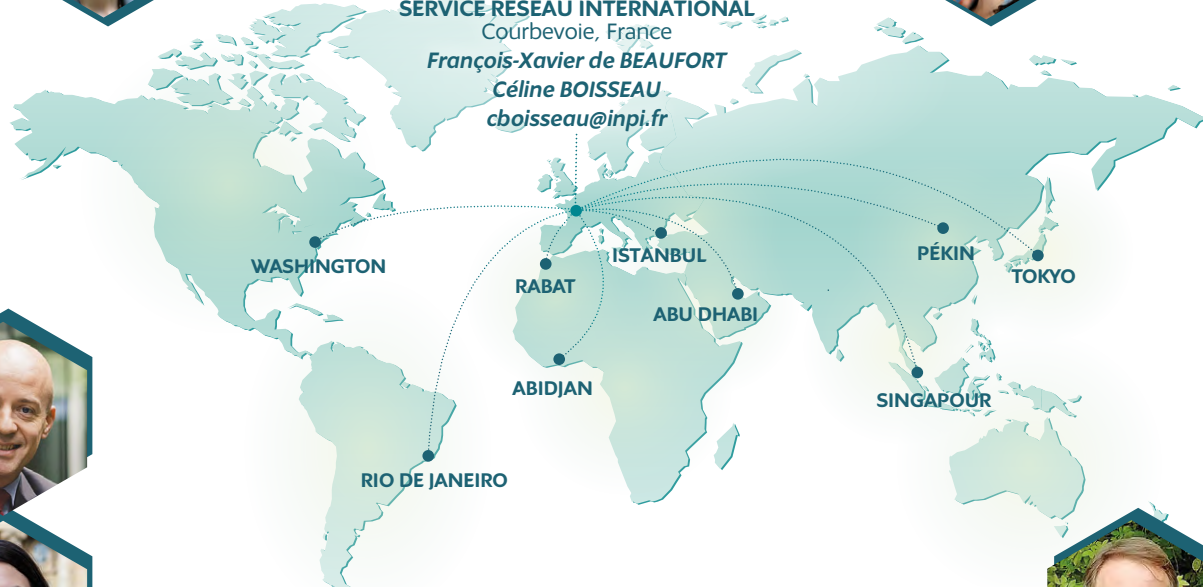 SERVICE RÉSEAU INTERNATIONAL
Courbevoie, France
François-Xavier de BEAUFORT
Céline BOISSEAU
cboisseau@inpi.fr
WASHINGTON
ISTANBUL
PÉKIN
TOKYO
RABAT
ABU DHABI
ABIDJAN
SINGAPOUR
RIO DE JANEIRO